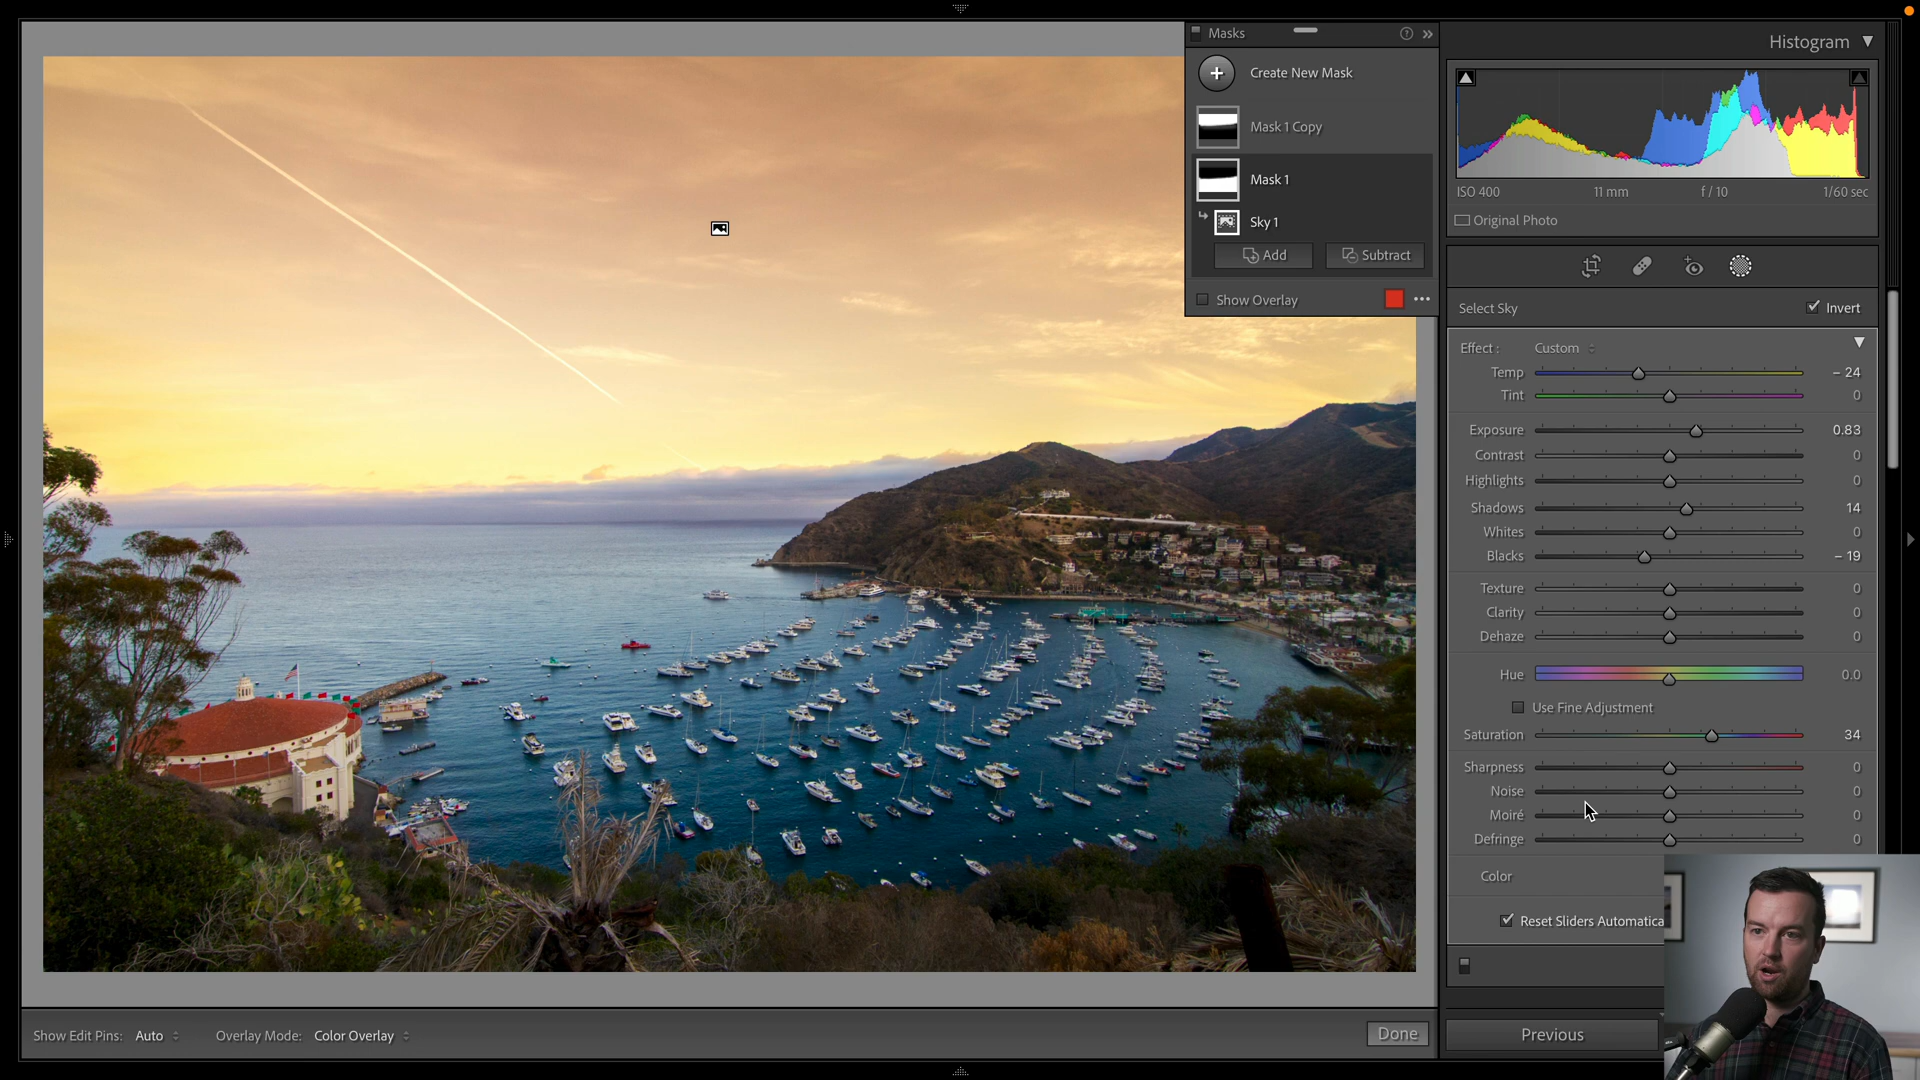 Masks
Create New Mask
Mask 1 Copy
Mask 1
Sky 1
Add Subtract
Show Overlay
Histogram
ISO 400 11 mm f / 10 1/60 sec
Original Photo
Select Sky Invert
Effect : Custom
Temp – 24
Tint 0
Exposure 0.83
Contrast 0
Highlights 0
Shadows 14
Whites 0
Blacks – 19
Texture 0
Clarity 0
Dehaze 0
Hue 0.0
Use Fine Adjustment
Saturation 34
Sharpness 0
Noise 0
Moiré 0
Defringe 0
Color
Reset Sliders Automatica
Previous
Show Edit Pins: Auto Overlay Mode: Color Overlay Done